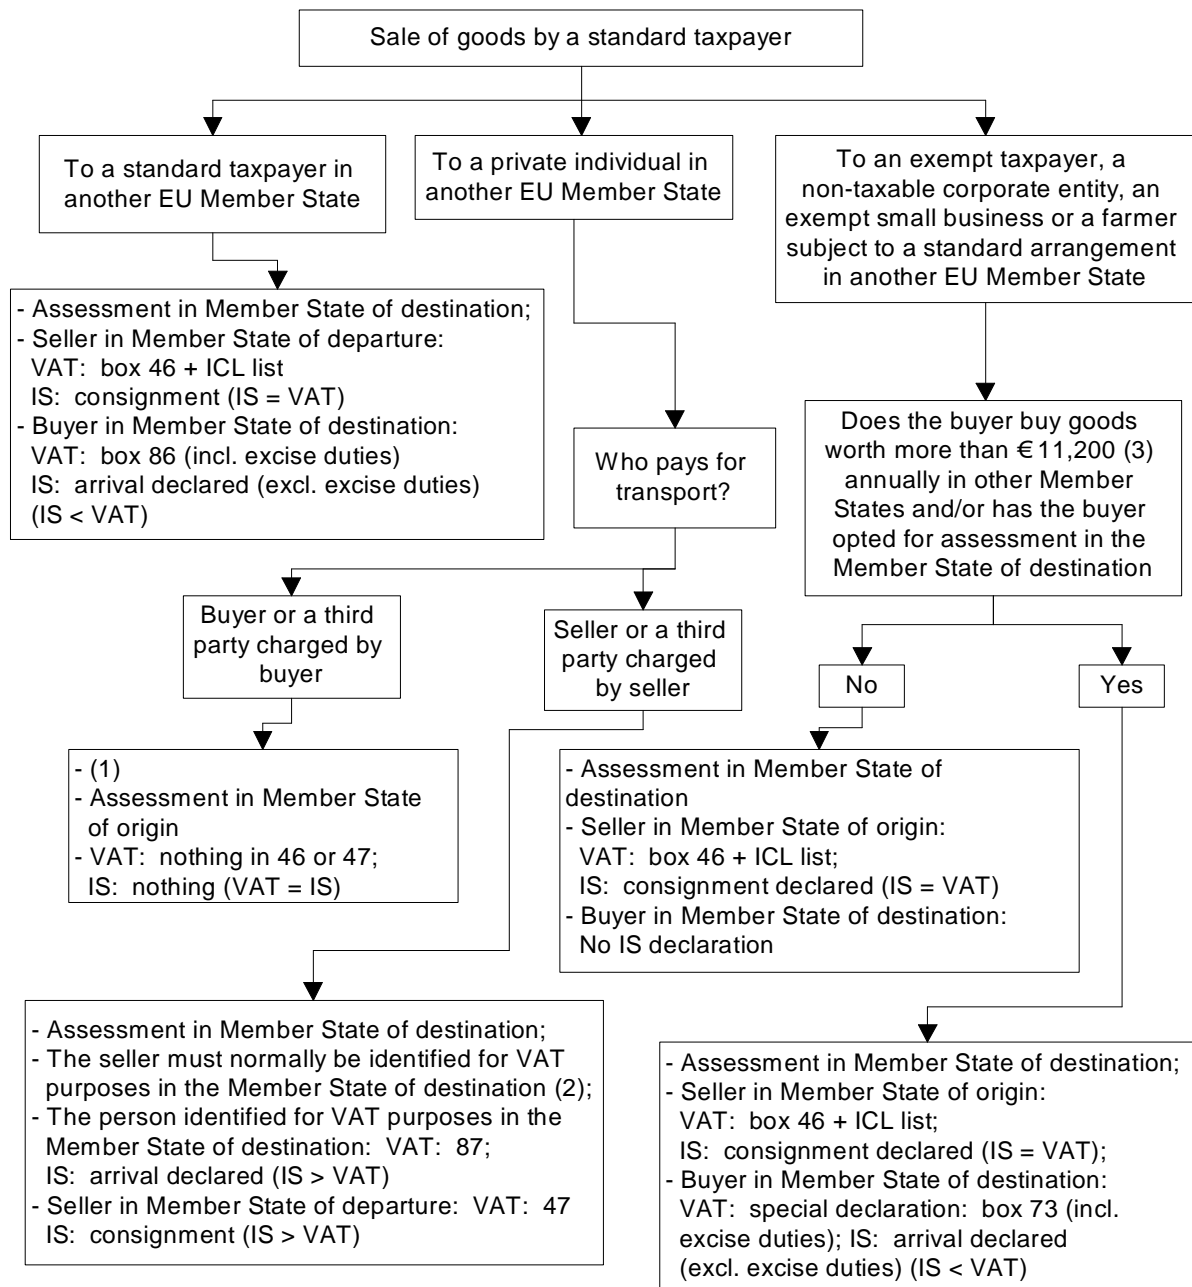 Sale of goods by a standard taxpayer
To a standard taxpayer in
another EU Member State
To a private individual in
another EU Member State
To an exempt taxpayer, a
non-taxable corporate entity, an
exempt small business or a farmer
subject to a standard arrangement
in another EU Member State
- Assessment in Member State of destination;
- Seller in Member State of departure:
VAT: box 46 + ICL list
IS: consignment (IS = VAT)
- Buyer in Member State of destination:
VAT: box 86 (incl. excise duties)
IS: arrival declared (excl. excise duties)
(IS < VAT)
Who pays for
transport?
Does the buyer buy goods
worth more than € 11,200 (3)
annually in other Member
States and/or has the buyer
opted for assessment in the
Member State of destination
Buyer or a third
party charged by
buyer
Seller or a third
party charged
by seller
No
Yes
- (1)
- Assessment in Member State
of origin
- VAT: nothing in 46 or 47;
IS: nothing (VAT = IS)
- Assessment in Member State of
destination
- Seller in Member State of origin:
VAT: box 46 + ICL list;
IS: consignment declared (IS = VAT)
- Buyer in Member State of destination:
No IS declaration
- Assessment in Member State of destination;
- The seller must normally be identified for VAT
purposes in the Member State of destination (2);
- The person identified for VAT purposes in the
Member State of destination: VAT: 87;
IS: arrival declared (IS > VAT)
- Seller in Member State of departure: VAT: 47
IS: consignment (IS > VAT)
- Assessment in Member State of destination;
- Seller in Member State of origin:
VAT: box 46 + ICL list;
IS: consignment declared (IS = VAT);
- Buyer in Member State of destination:
VAT: special declaration: box 73 (incl.
excise duties); IS: arrival declared
(excl. excise duties) (IS < VAT)